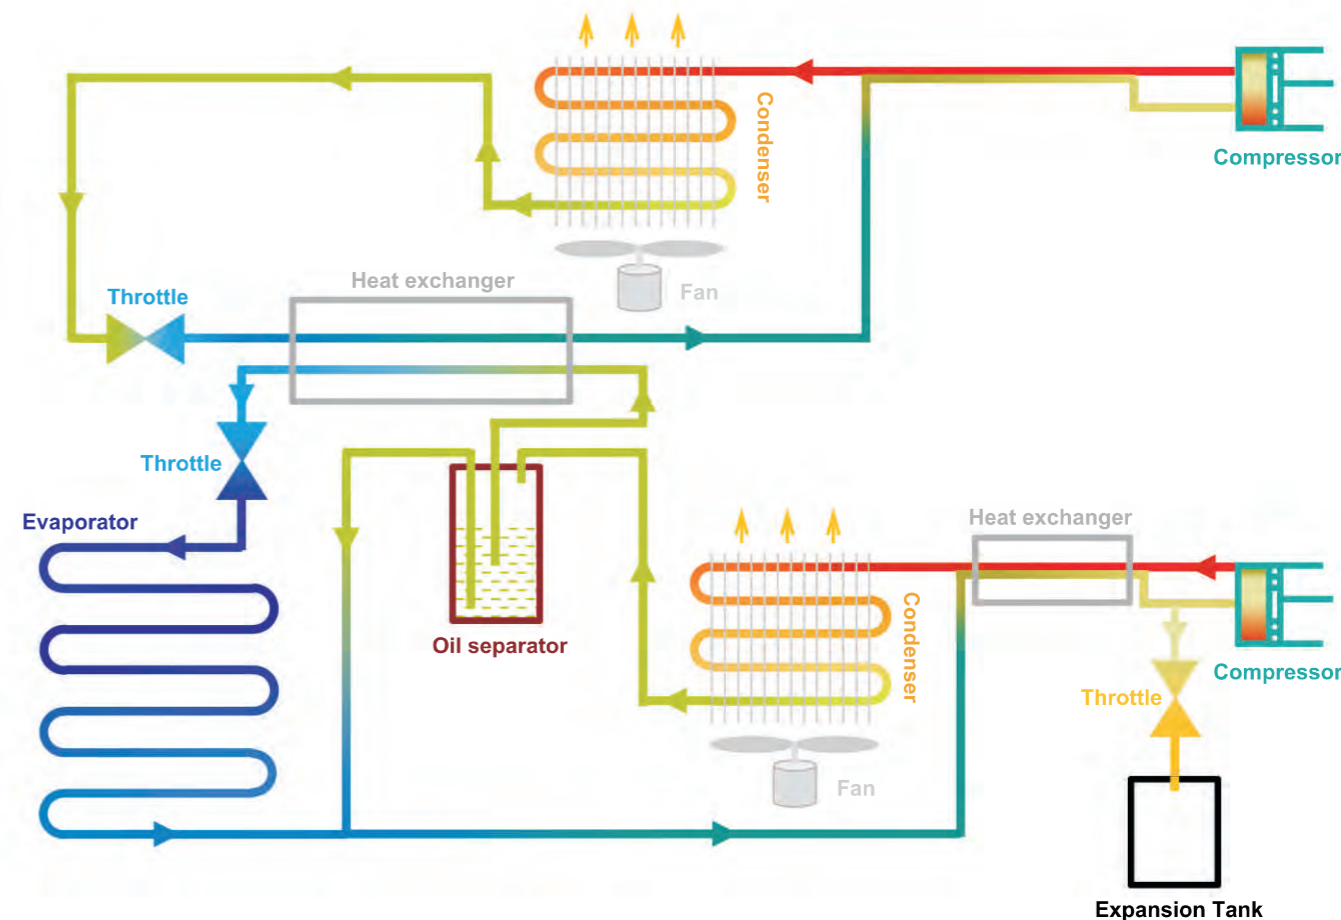 Condenser
Compressor
Heat exchanger
Fan
Throttle
Throttle
Evaporator
Heat exchanger
Oil separator
Condenser
Compressor
Throttle
Fan
Expansion Tank